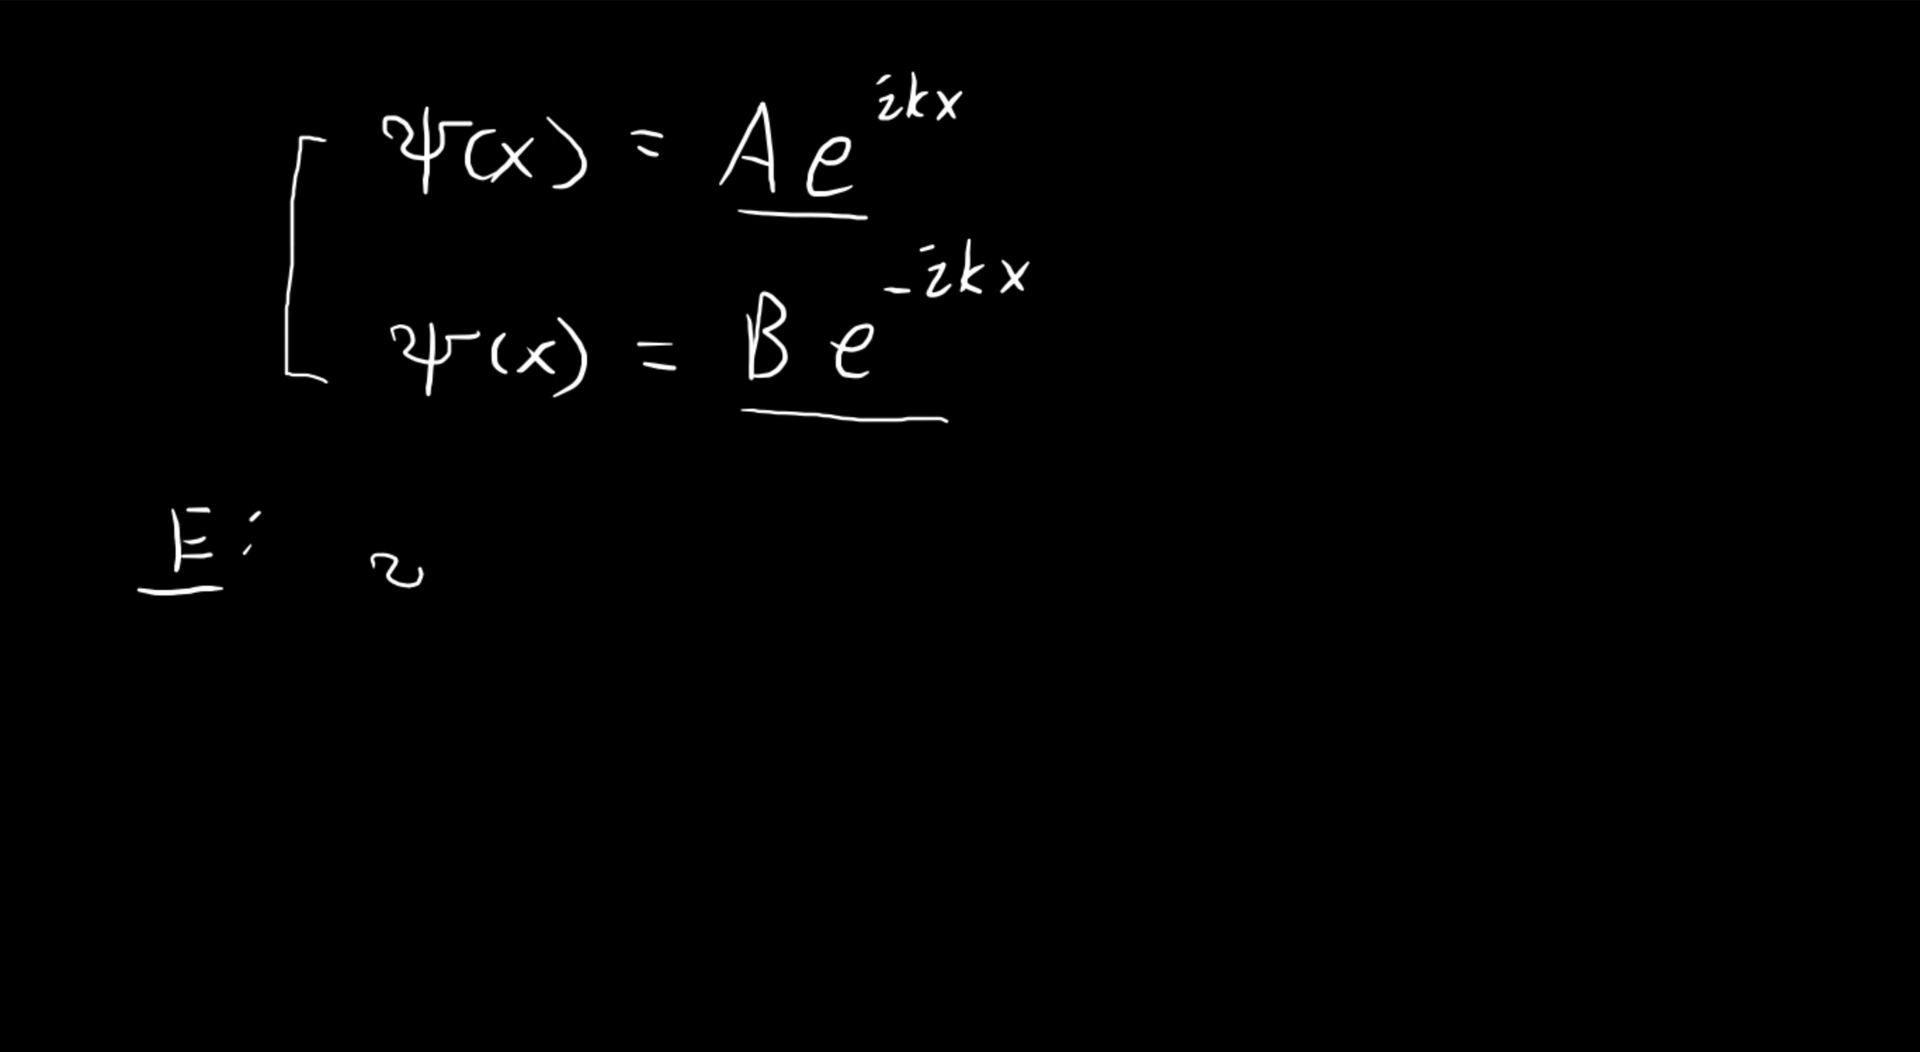 ψ(x) = Ae^{ikx}
ψ(x) = Be^{-ikx}
E: